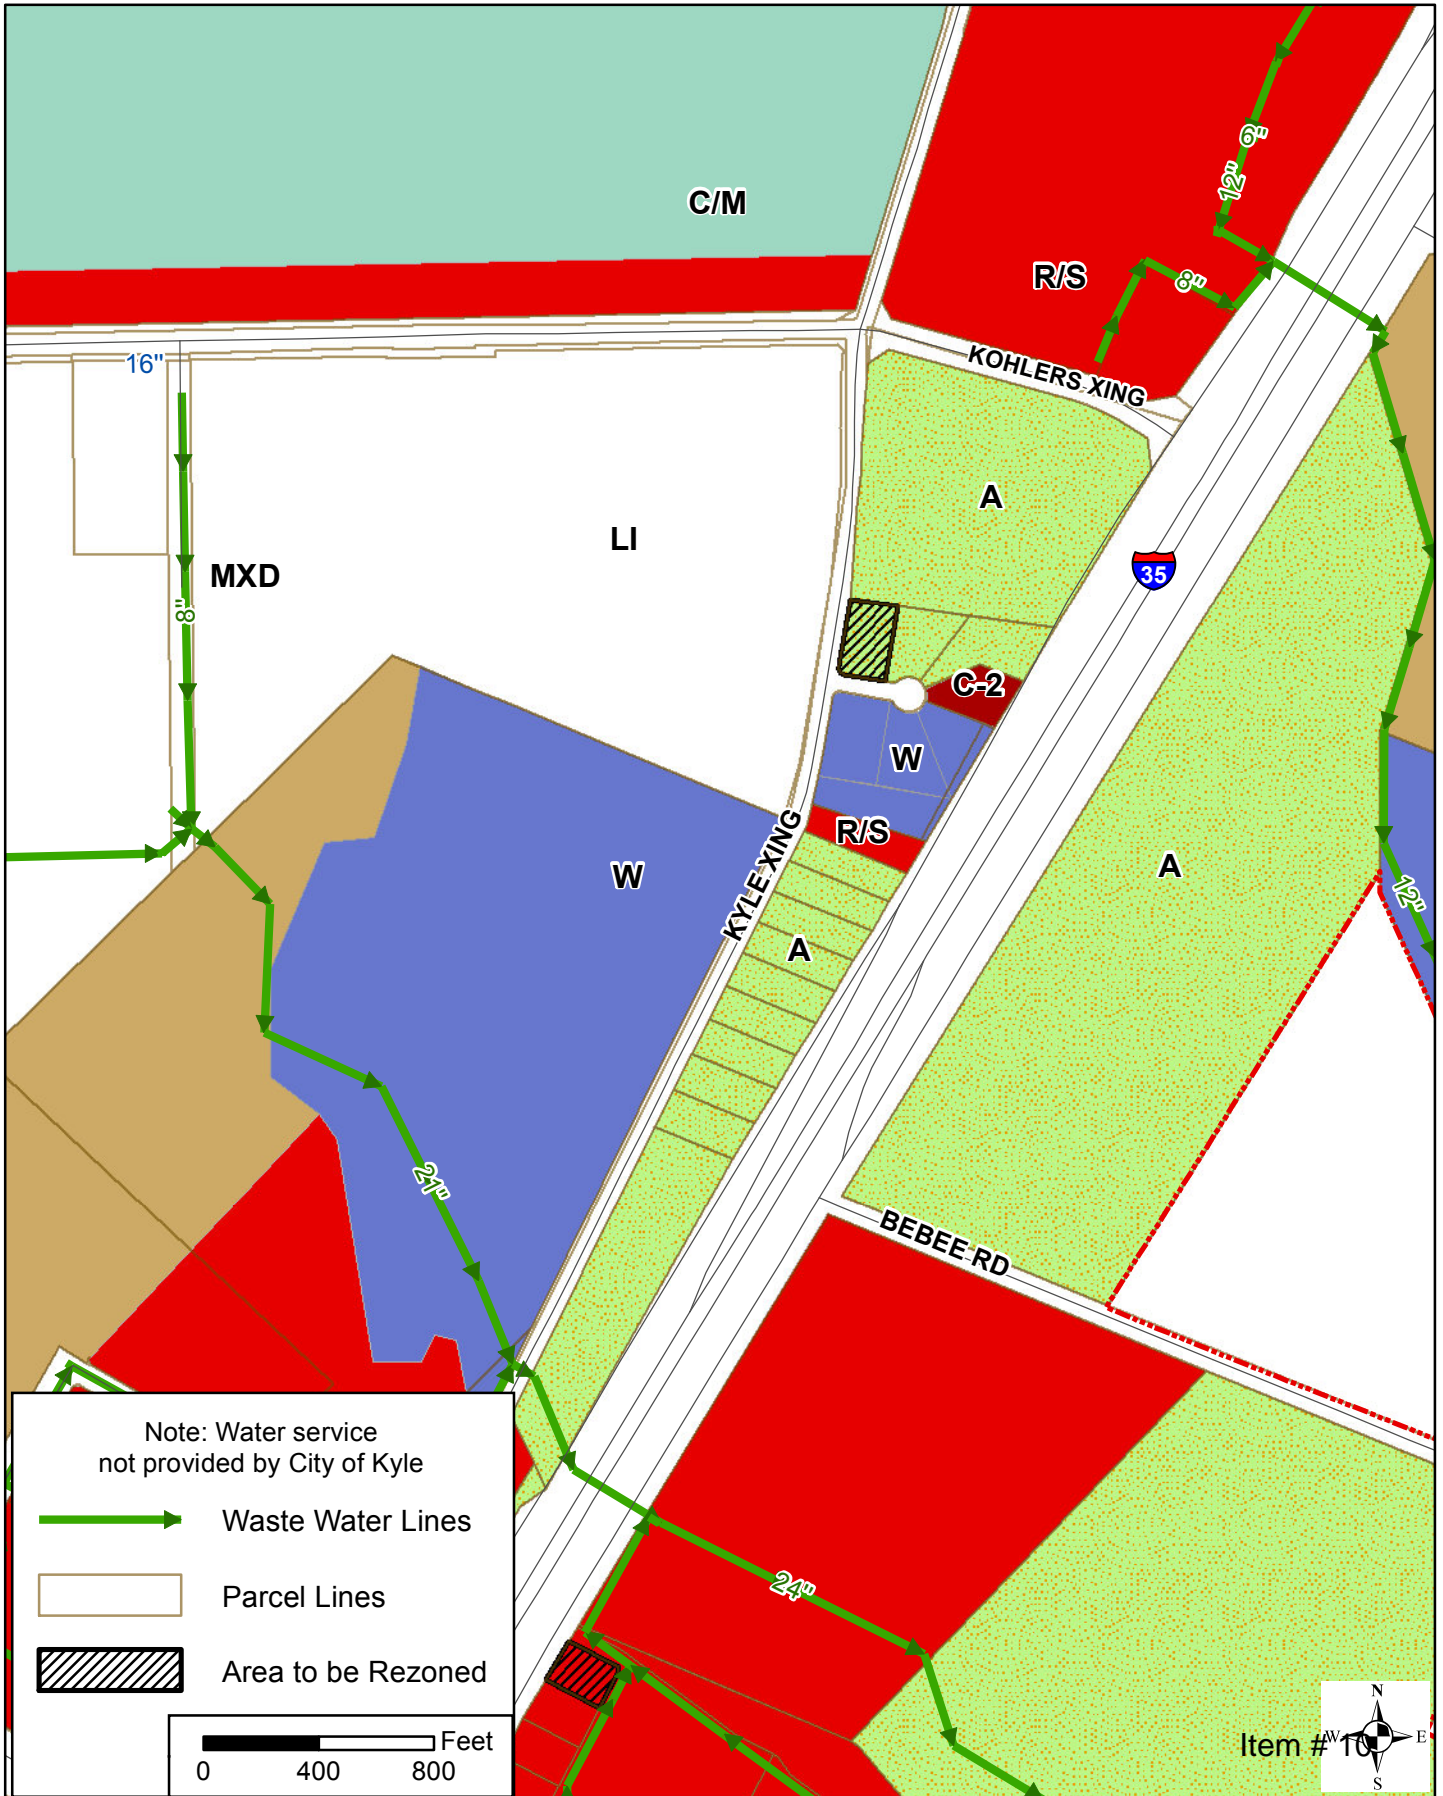 6"
12"
C/M
R/S
8"
16"
KOHLERS XING
A
LI
35
MXD
8"
C-2
W
R/S
KYLE XING
W
A
A
12"
21"
BEBEE RD
24"
Note: Water service
not provided by City of Kyle
Waste Water Lines
Parcel Lines
Area to be Rezoned
Feet
0 400 800
Item # 10
N
W E
S